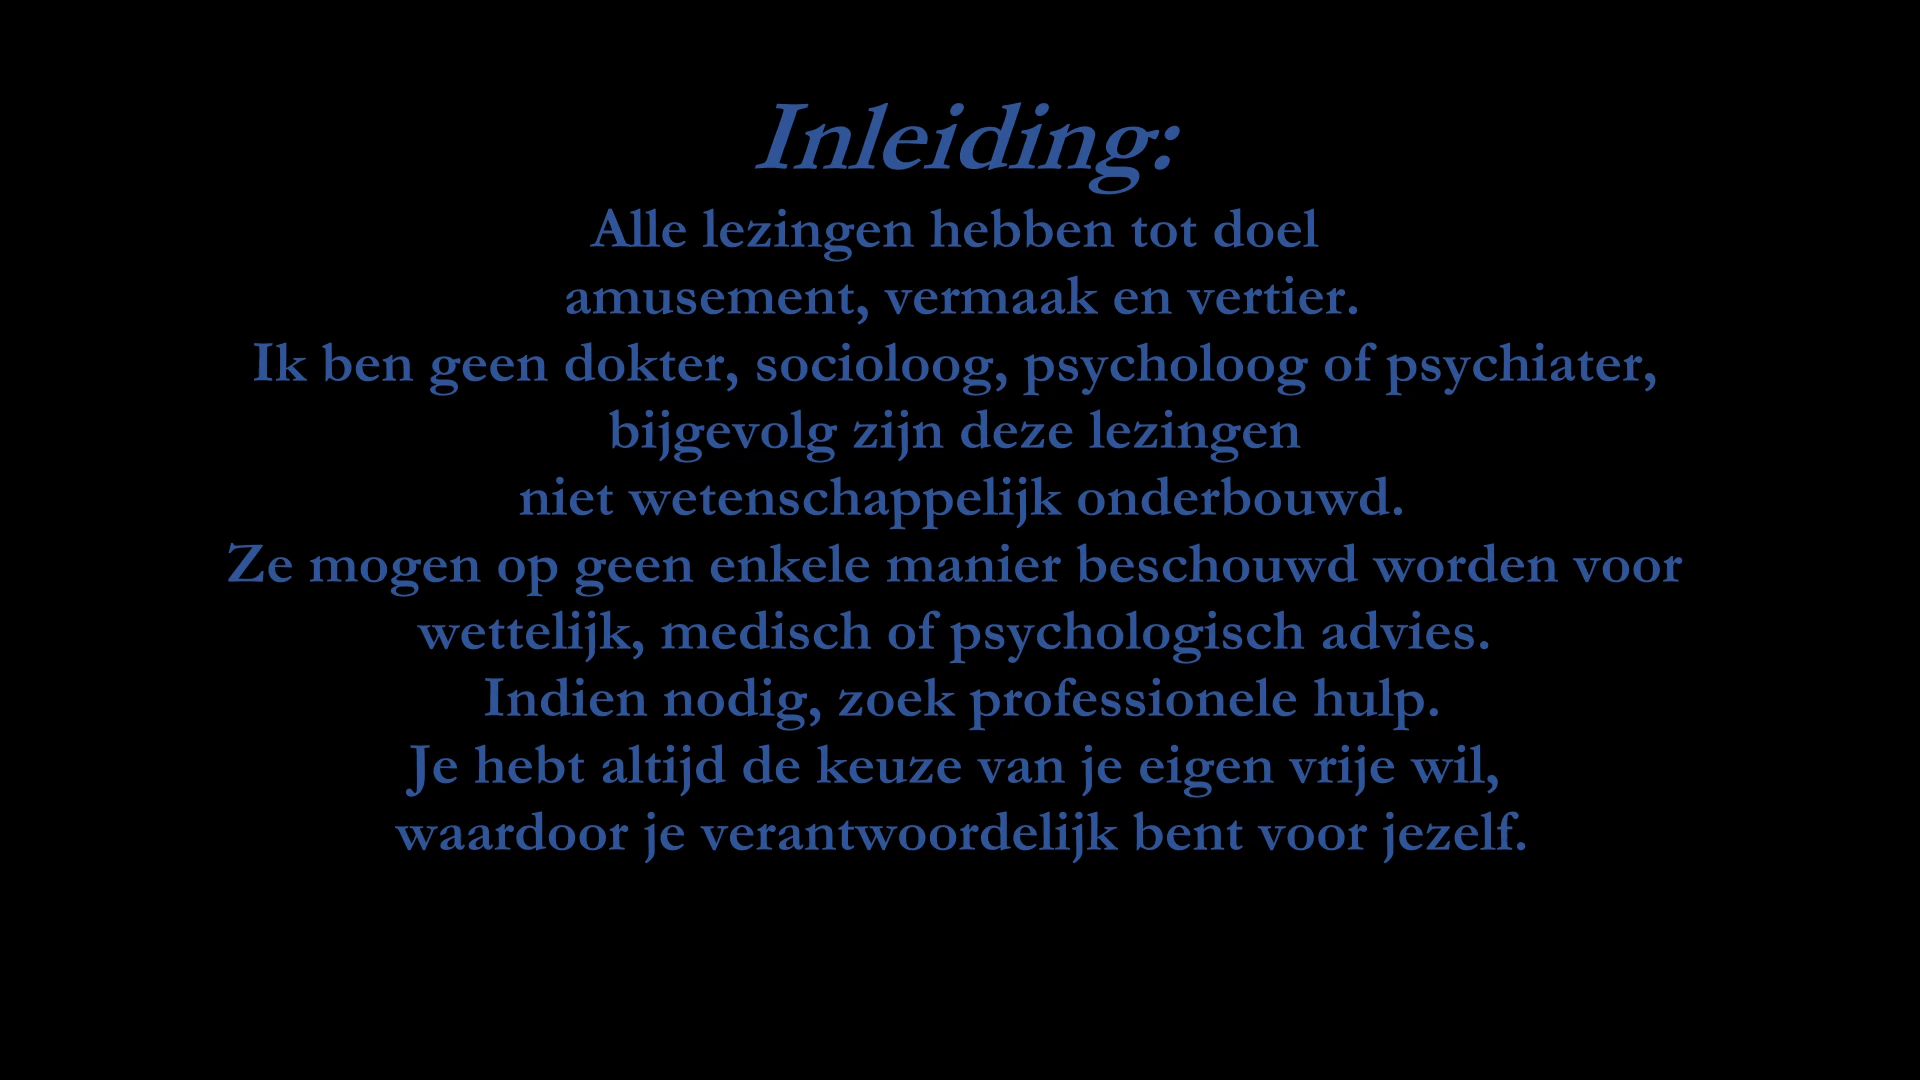 Inleiding:
Alle lezingen hebben tot doel
amusement, vermaak en vertier.
Ik ben geen dokter, socioloog, psycholoog of psychiater,
bijgevolg zijn deze lezingen
niet wetenschappelijk onderbouwd.
Ze mogen op geen enkele manier beschouwd worden voor
wettelijk, medisch of psychologisch advies.
Indien nodig, zoek professionele hulp.
Je hebt altijd de keuze van je eigen vrije wil,
waardoor je verantwoordelijk bent voor jezelf.